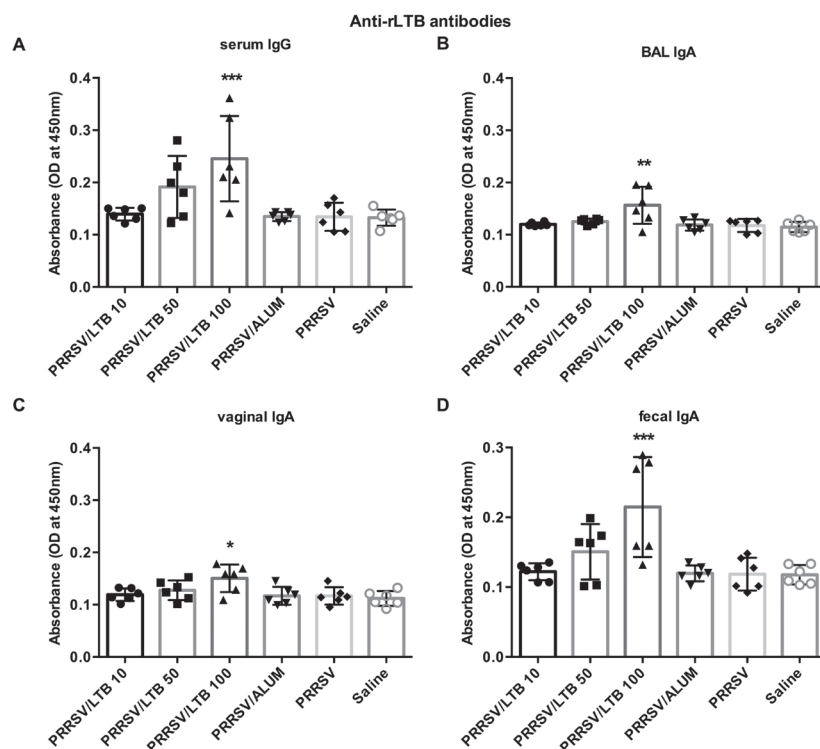 Anti-rLTB antibodies
A
serum IgG
***
Absorbance (OD at 450nm)
0.4
0.3
0.2
0.1
0.0
PRRSV/LTB 10
PRRSV/LTB 50
PRRSV/LTB 100
PRRSV/ALUM
PRRSV
Saline
B
BAL IgA
**
Absorbance (OD at 450nm)
0.4
0.3
0.2
0.1
0.0
PRRSV/LTB 10
PRRSV/LTB 50
PRRSV/LTB 100
PRRSV/ALUM
PRRSV
Saline
C
vaginal IgA
*
Absorbance (OD at 450nm)
0.4
0.3
0.2
0.1
0.0
PRRSV/LTB 10
PRRSV/LTB 50
PRRSV/LTB 100
PRRSV/ALUM
PRRSV
Saline
D
fecal IgA
***
Absorbance (OD at 450nm)
0.3
0.2
0.1
0.0
PRRSV/LTB 10
PRRSV/LTB 50
PRRSV/LTB 100
PRRSV/ALUM
PRRSV
Saline